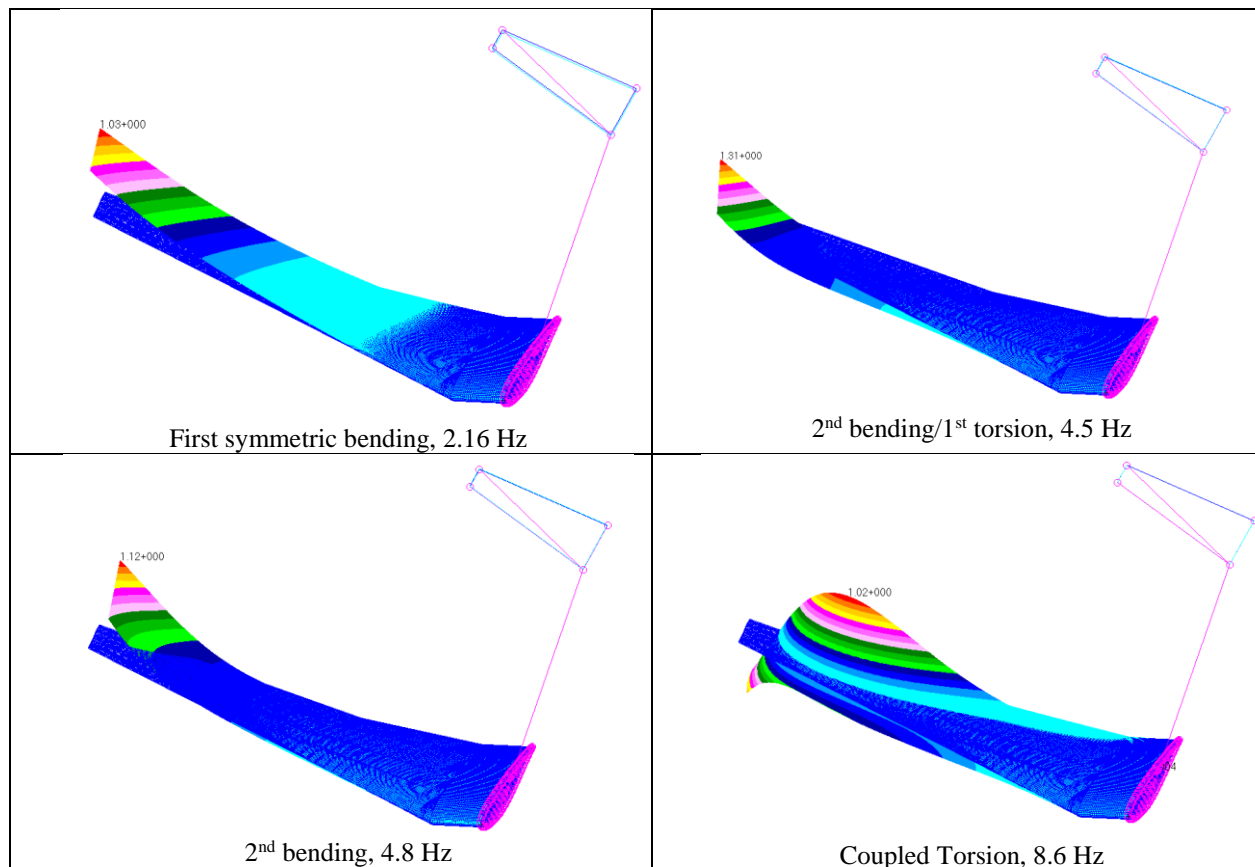 1.03+000
First symmetric bending, 2.16 Hz
1.31+000
2nd bending/1st torsion, 4.5 Hz
1.12+000
2nd bending, 4.8 Hz
1.02+000
Coupled Torsion, 8.6 Hz